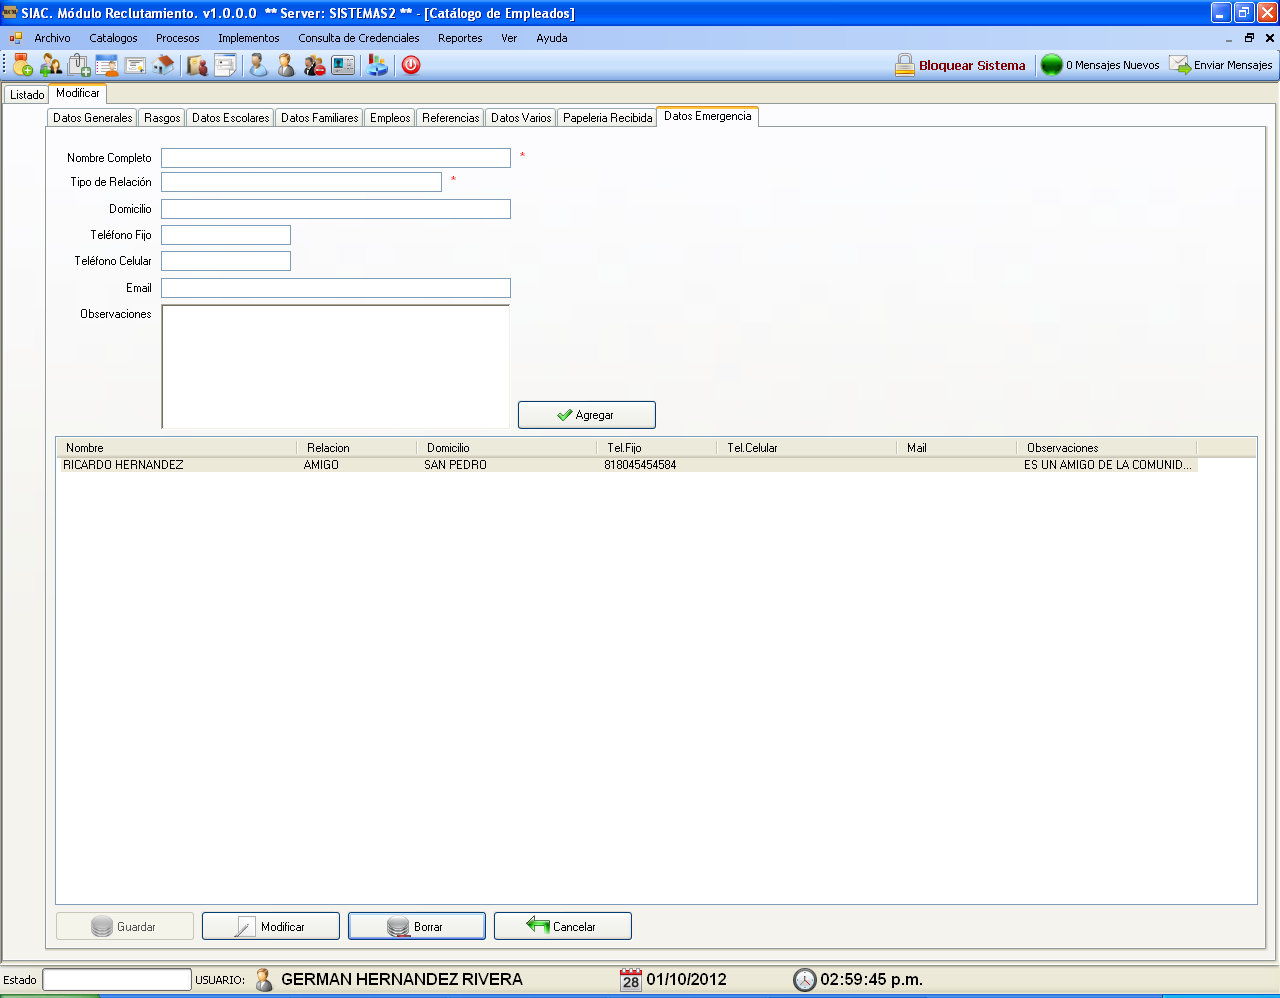 SIAC. Módulo Reclutamiento. v1.0.0.0 ** Server: SISTEMAS2 ** - [Catálogo de Empleados]
Archivo Catalogos Procesos Implementos Consulta de Credenciales Reportes Ver Ayuda
Bloquear Sistema 0 Mensajes Nuevos Enviar Mensajes
Listado Modificar
Datos Generales Rasgos Datos Escolares Datos Familiares Empleos Referencias Datos Varios Papeleria Recibida Datos Emergencia
Nombre Completo *
Tipo de Relación *
Domicilio
Teléfono Fijo
Teléfono Celular
Email
Observaciones
Agregar
Nombre Relacion Domicilio Tel.Fijo Tel.Celular Mail Observaciones
RICARDO HERNANDEZ AMIGO SAN PEDRO 818045454584 ES UN AMIGO DE LA COMUNID...
Guardar Modificar Borrar Cancelar
Estado USUARIO: GERMAN HERNANDEZ RIVERA 28 01/10/2012 02:59:45 p.m.